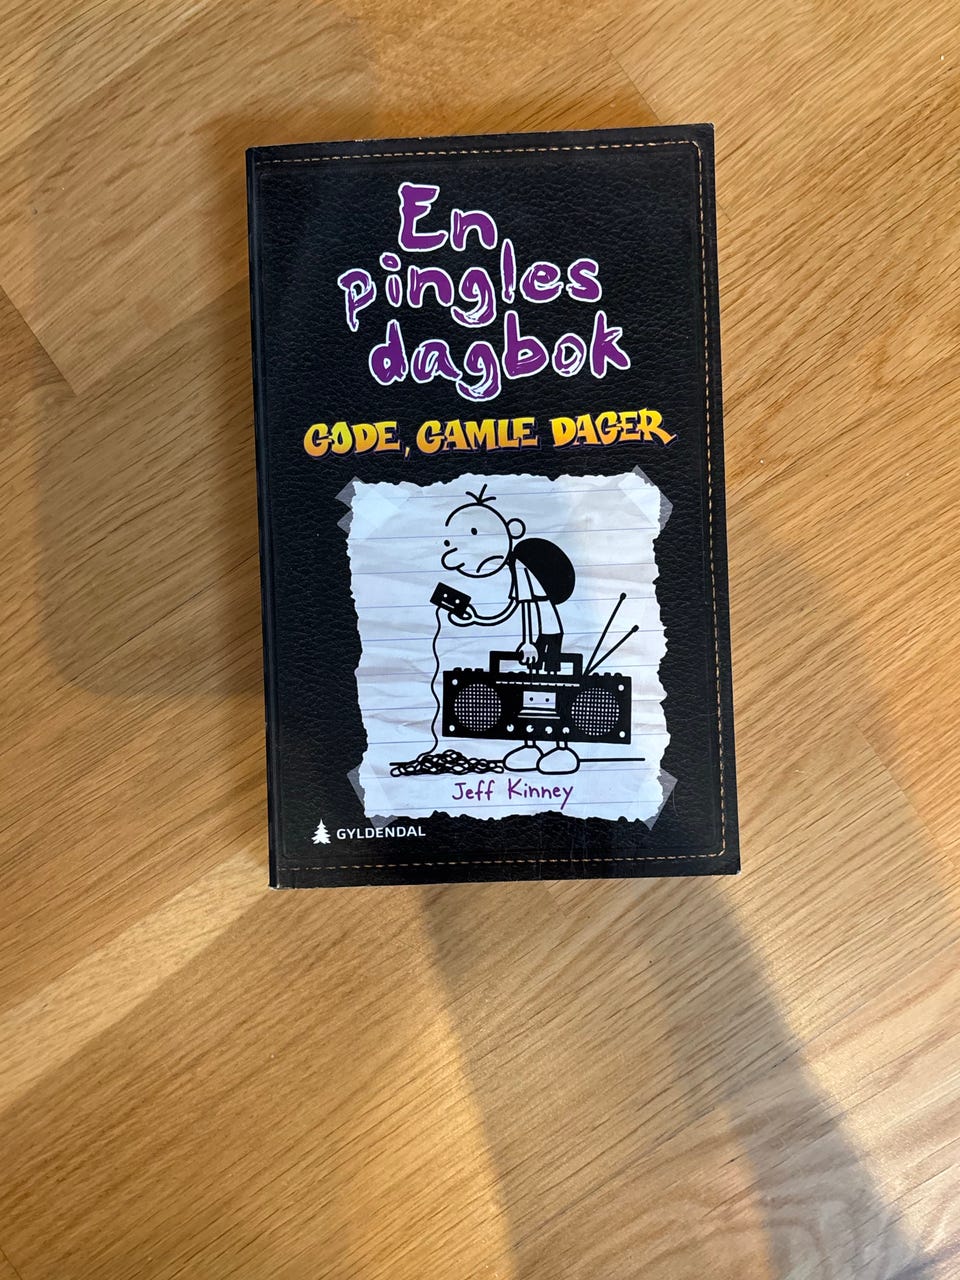 En
pingles
dagbok
GODE, GAMLE DAGER
Jeff Kinney
GYLDENDAL